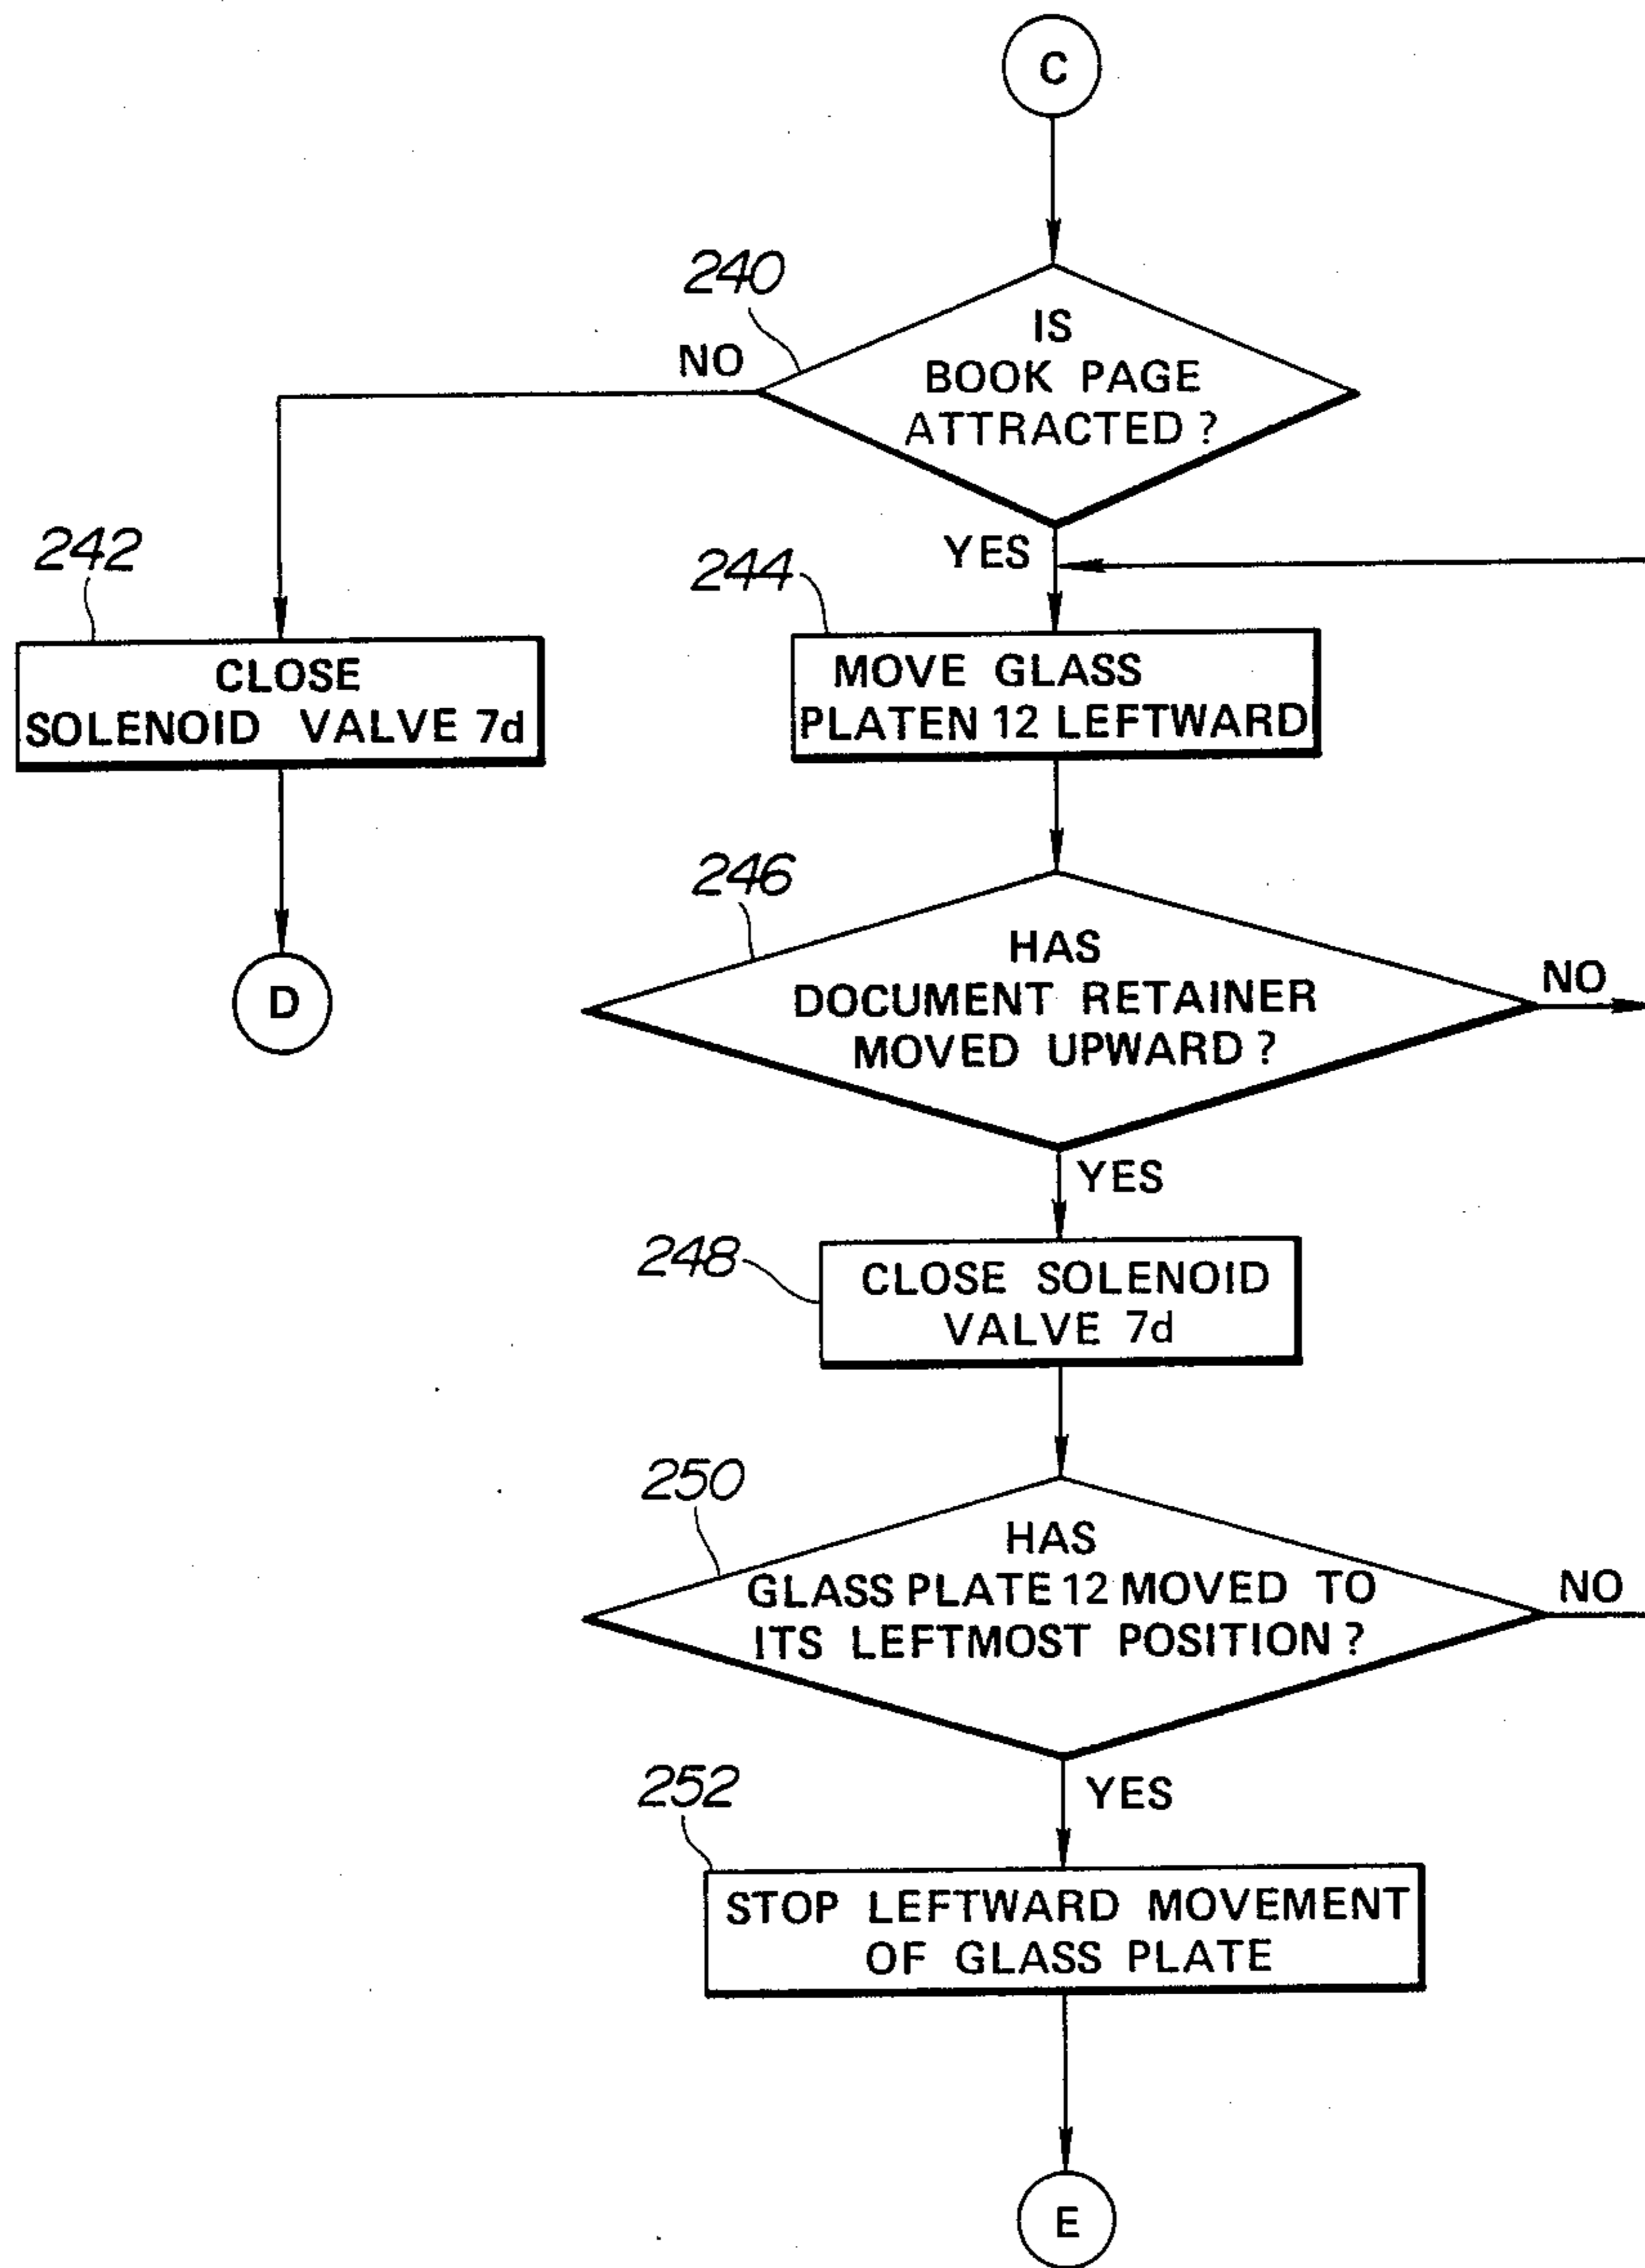 C
240
IS
BOOK PAGE
ATTRACTED ?
NO
YES
242
CLOSE
SOLENOID VALVE 7d
D
244
MOVE GLASS
PLATEN 12 LEFTWARD
246
HAS
DOCUMENT RETAINER
MOVED UPWARD ?
NO
YES
248
CLOSE SOLENOID
VALVE 7d
250
HAS
GLASS PLATE 12 MOVED TO
ITS LEFTMOST POSITION ?
NO
YES
252
STOP LEFTWARD MOVEMENT
OF GLASS PLATE
E